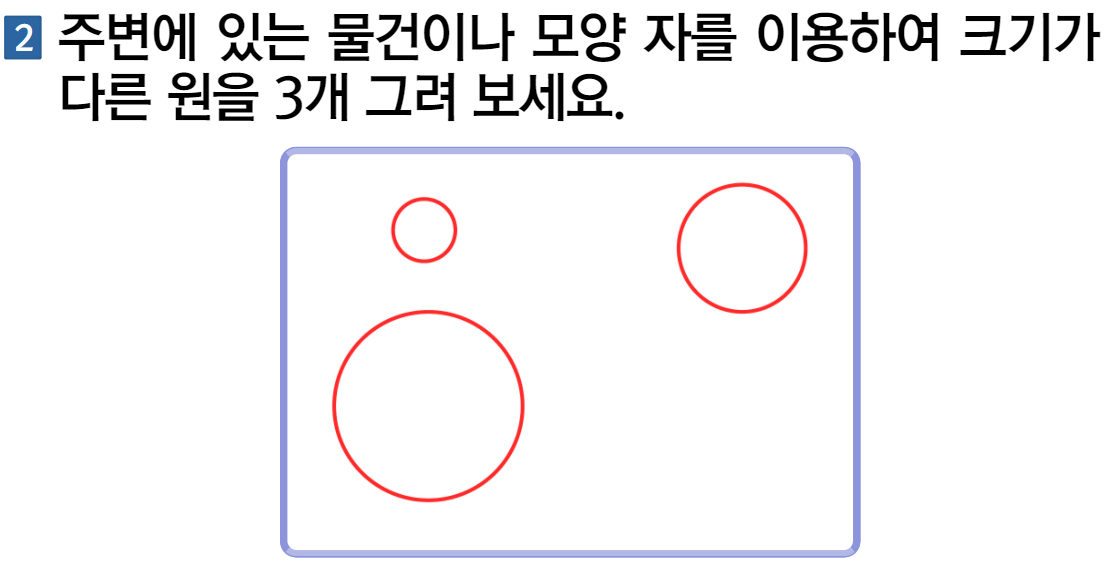 2 주변에 있는 물건이나 모양 자를 이용하여 크기가
다른 원을 3개 그려 보세요.